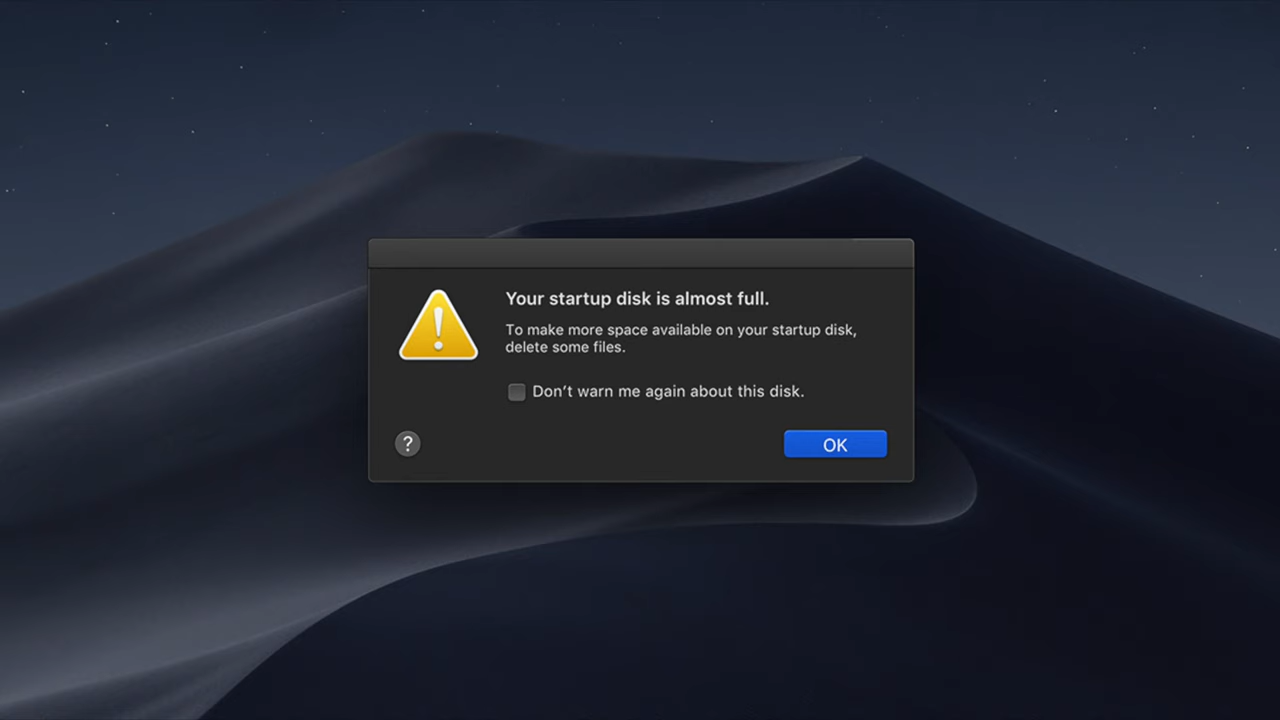 Your startup disk is almost full.
To make more space available on your startup disk,
delete some files.
Don’t warn me again about this disk.
?
OK